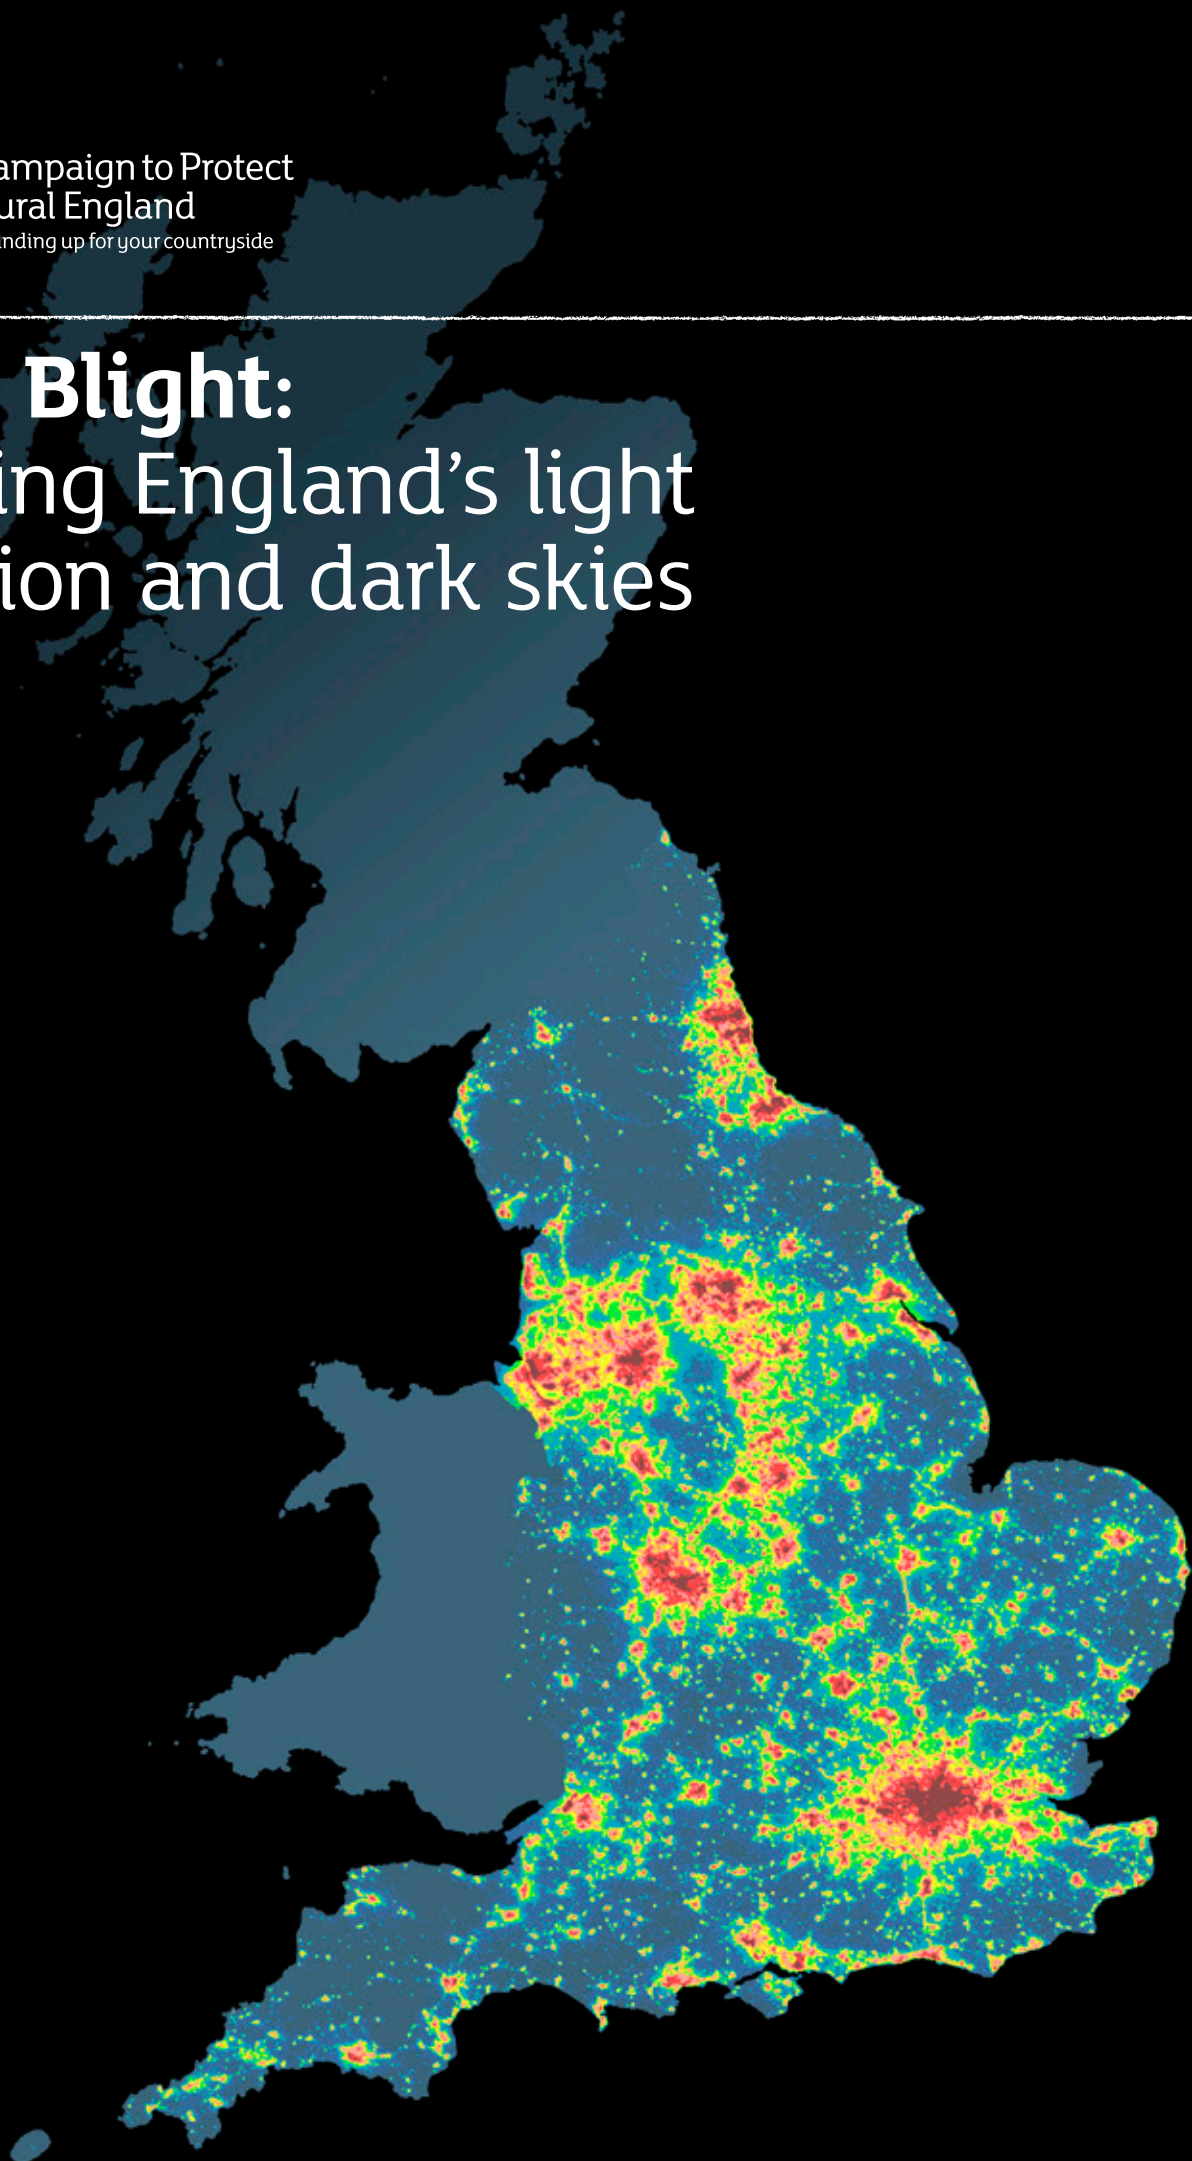 ampaign to Protect
ural England
nding up for your countryside
Blight:
ing England’s light
ion and dark skies